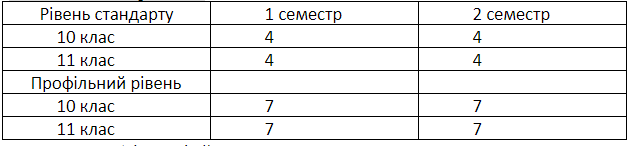 Рівень стандарту 1 семестр 2 семестр
10 клас 4 4
11 клас 4 4
Профільний рівень
10 клас 7 7
11 клас 7 7